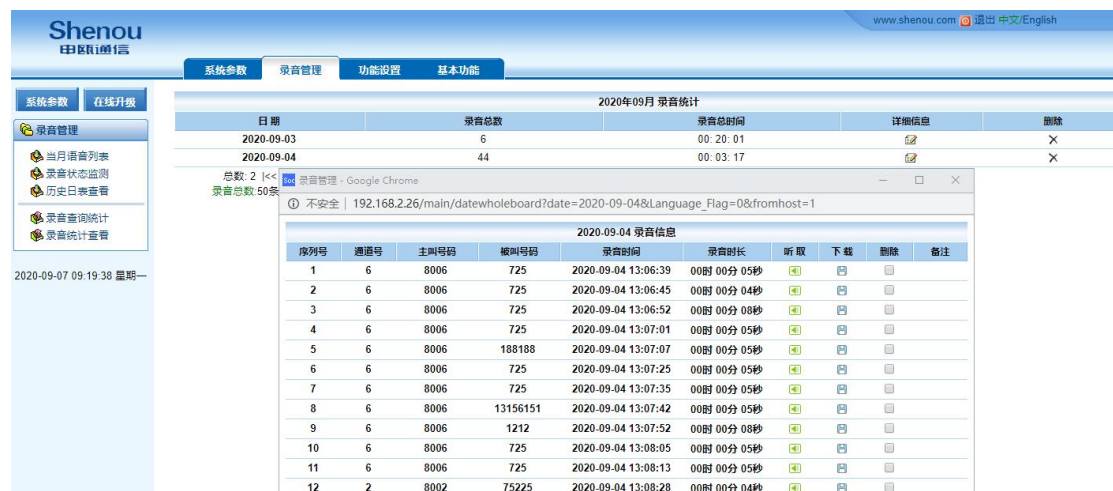 www.shenou.com 退出 中文/English
Shenou
申瓯通信
系统参数 录音管理 功能设置 基本功能
系统参数 在线升级
录音管理
当月语音列表
录音状态监测
历史日表查看
录音查询统计
录音统计查看
2020-09-07 09:19:38 星期一
2020年09月 录音统计
日 期 录音总数 录音总时间 详细信息 删除
2020-09-03 6 00: 20: 01
2020-09-04 44 00: 03: 17
总数: 2 |<<
录音总数:50条
录音管理 - Google Chrome
不安全 | 192.168.2.26/main/datewholeboard?date=2020-09-04&Language_Flag=0&fromhost=1
2020-09-04 录音信息
序列号 通道号 主叫号码 被叫号码 录音时间 录音时长 听 取 下 载 删除 备注
1 6 8006 725 2020-09-04 13:06:39 00时 00分 05秒
2 6 8006 725 2020-09-04 13:06:45 00时 00分 04秒
3 6 8006 725 2020-09-04 13:06:52 00时 00分 08秒
4 6 8006 725 2020-09-04 13:07:01 00时 00分 05秒
5 6 8006 188188 2020-09-04 13:07:07 00时 00分 05秒
6 6 8006 725 2020-09-04 13:07:25 00时 00分 05秒
7 6 8006 725 2020-09-04 13:07:35 00时 00分 05秒
8 6 8006 13156151 2020-09-04 13:07:42 00时 00分 05秒
9 6 8006 1212 2020-09-04 13:07:52 00时 00分 08秒
10 6 8006 725 2020-09-04 13:08:05 00时 00分 05秒
11 6 8006 725 2020-09-04 13:08:13 00时 00分 05秒
12 2 8002 75225 2020-09-04 13:08:28 00时 00分 04秒